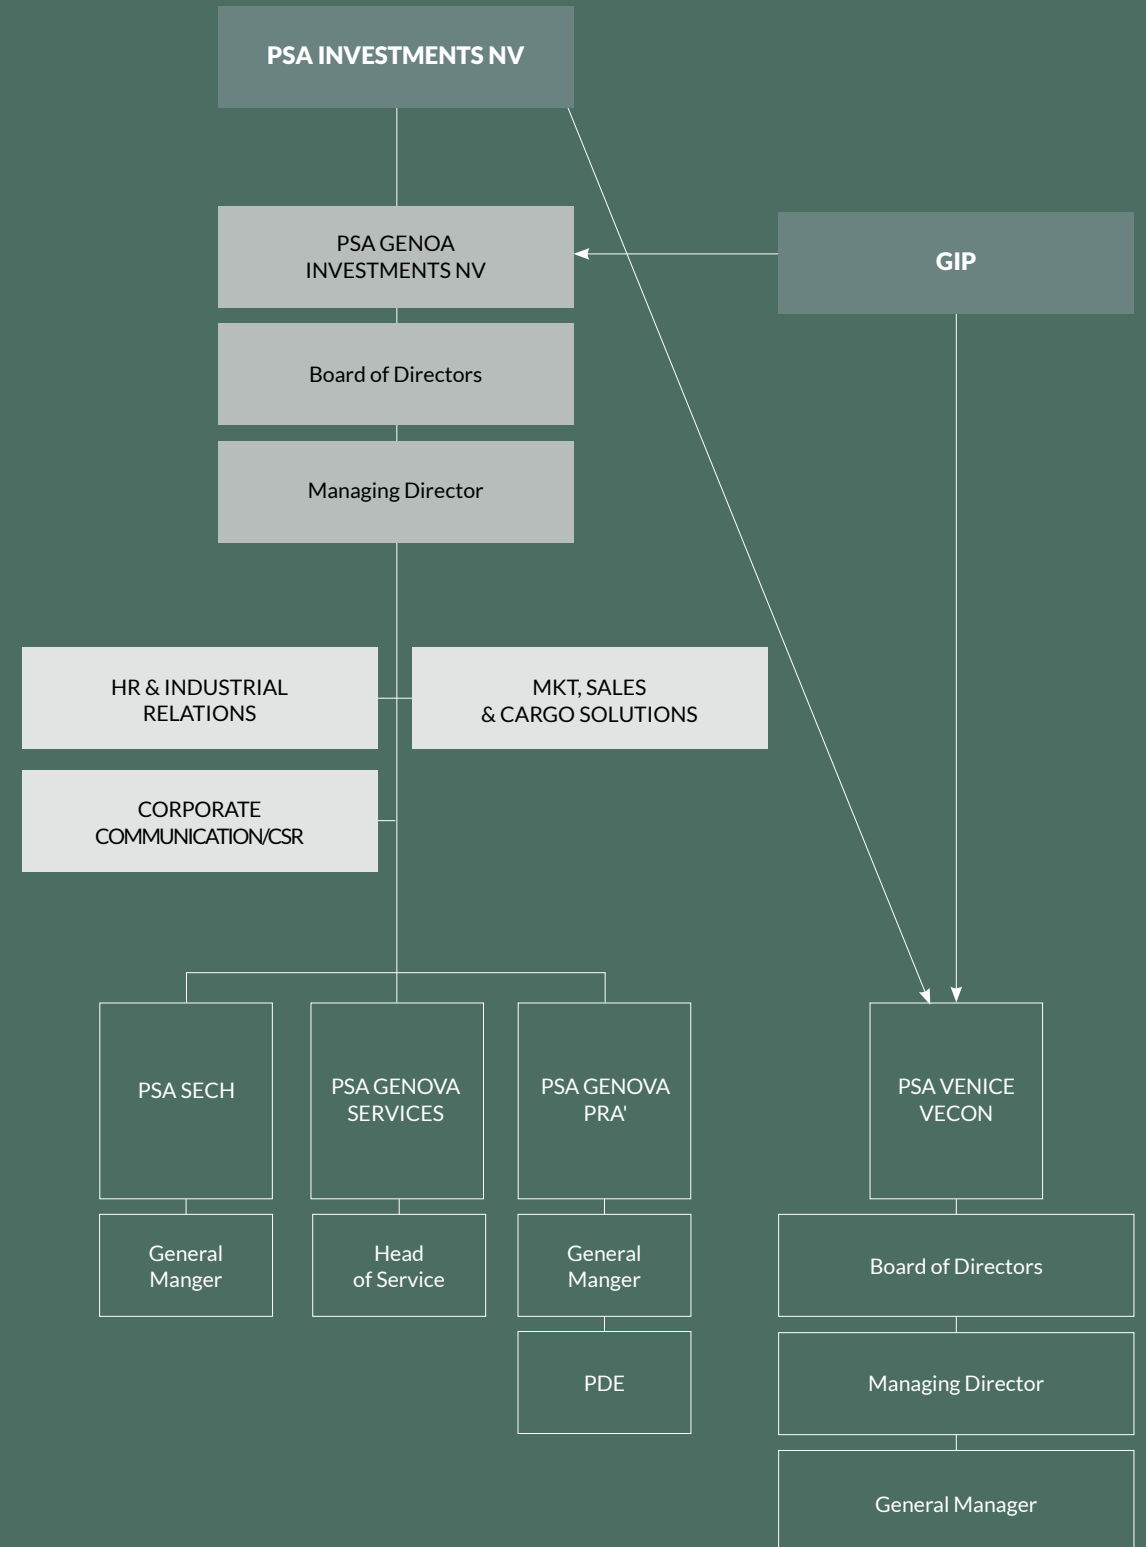 PSA INVESTMENTS NV
PSA GENOA
INVESTMENTS NV
GIP
Board of Directors
Managing Director
HR & INDUSTRIAL
RELATIONS
MKT, SALES
& CARGO SOLUTIONS
CORPORATE
COMMUNICATION/CSR
PSA SECH
PSA GENOVA
SERVICES
PSA GENOVA
PRA'
PSA VENICE
VECON
General
Manger
Head
of Service
General
Manger
Board of Directors
PDE
Managing Director
General Manager